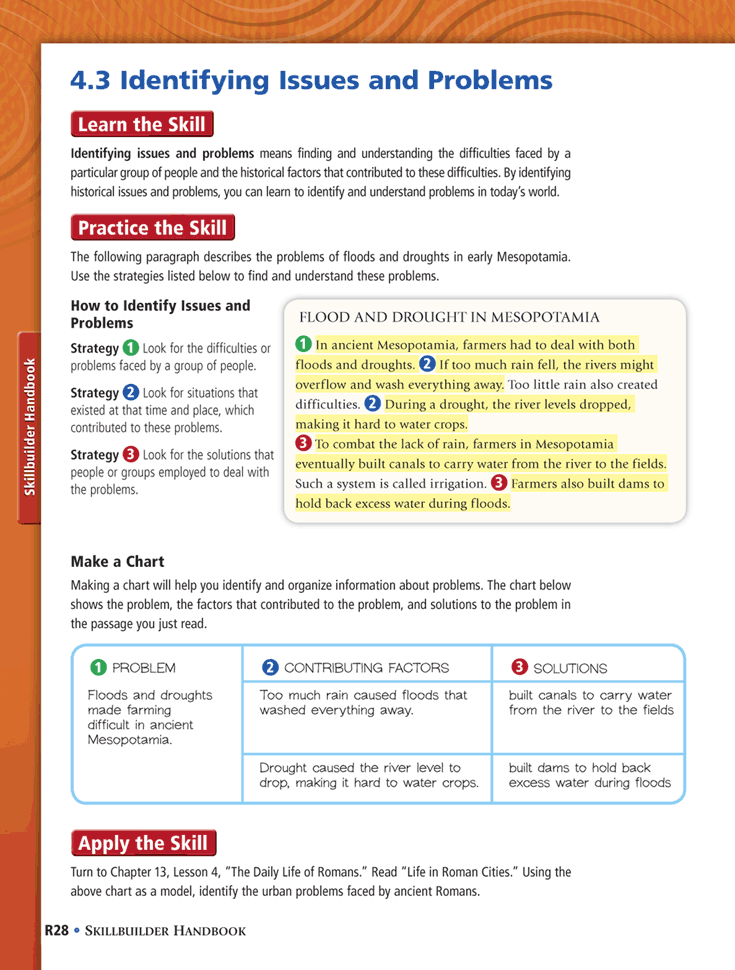 4.3 Identifying Issues and Problems
Learn the Skill
Identifying issues and problems means finding and understanding the difficulties faced by a
particular group of people and the historical factors that contributed to these difficulties. By identifying
historical issues and problems, you can learn to identify and understand problems in today's world.
Practice the Skill
The following paragraph describes the problems of floods and droughts in early Mesopotamia.
Use the strategies listed below to find and understand these problems.
How to Identify Issues and
Problems
Strategy 1 Look for the difficulties or
problems faced by a group of people.
Strategy 2 Look for situations that
existed at that time and place, which
contributed to these problems.
Strategy 3 Look for the solutions that
people or groups employed to deal with
the problems.
FLOOD AND DROUGHT IN MESOPOTAMIA
1 In ancient Mesopotamia, farmers had to deal with both
floods and droughts. 2 If too much rain fell, the rivers might
overflow and wash everything away. Too little rain also created
difficulties. 2 During a drought, the river levels dropped,
making it hard to water crops.
3 To combat the lack of rain, farmers in Mesopotamia
eventually built canals to carry water from the river to the fields.
Such a system is called irrigation. 3 Farmers also built dams to
hold back excess water during floods.
Skillbuilder Handbook
Make a Chart
Making a chart will help you identify and organize information about problems. The chart below
shows the problem, the factors that contributed to the problem, and solutions to the problem in
the passage you just read.
1 PROBLEM
Floods and droughts
made farming
difficult in ancient
Mesopotamia.
2 CONTRIBUTING FACTORS
Too much rain caused floods that
washed everything away.
Drought caused the river level to
drop, making it hard to water crops.
3 SOLUTIONS
built canals to carry water
from the river to the fields
built dams to hold back
excess water during floods
Apply the Skill
Turn to Chapter 13, Lesson 4, "The Daily Life of Romans." Read "Life in Roman Cities." Using the
above chart as a model, identify the urban problems faced by ancient Romans.
R28 • SKILLBUILDER HANDBOOK